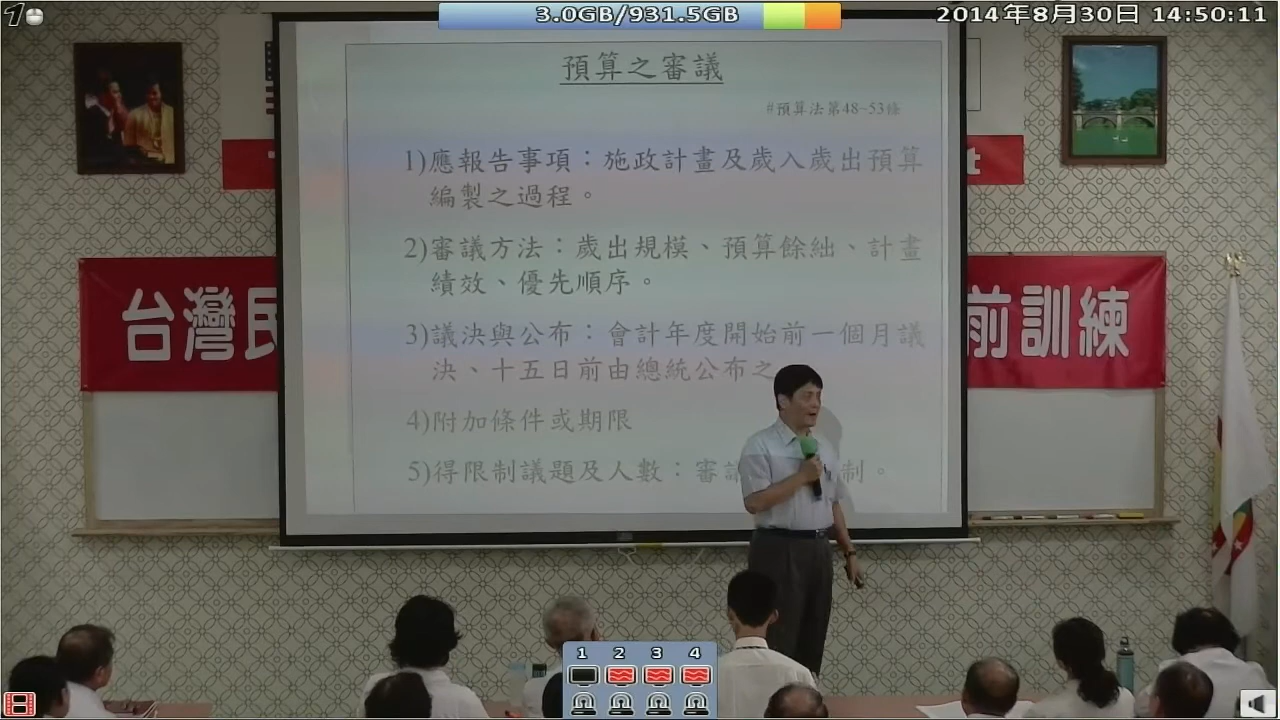 3.0GB/931.5GB
2014年8月30日 14:50:11
預算之審議
#預算法第48~53條
1)應報告事項：施政計畫及歲入歲出預算
編製之過程。
2)審議方法：歲出規模、預算餘絀、計畫
績效、優先順序。
3)議決與公布：會計年度開始前一個月議
決、十五日前由總統公布之
4)附加條件或期限
5)得限制議題及人數：審 制。
t
台灣民 前訓練
1 2 3 4